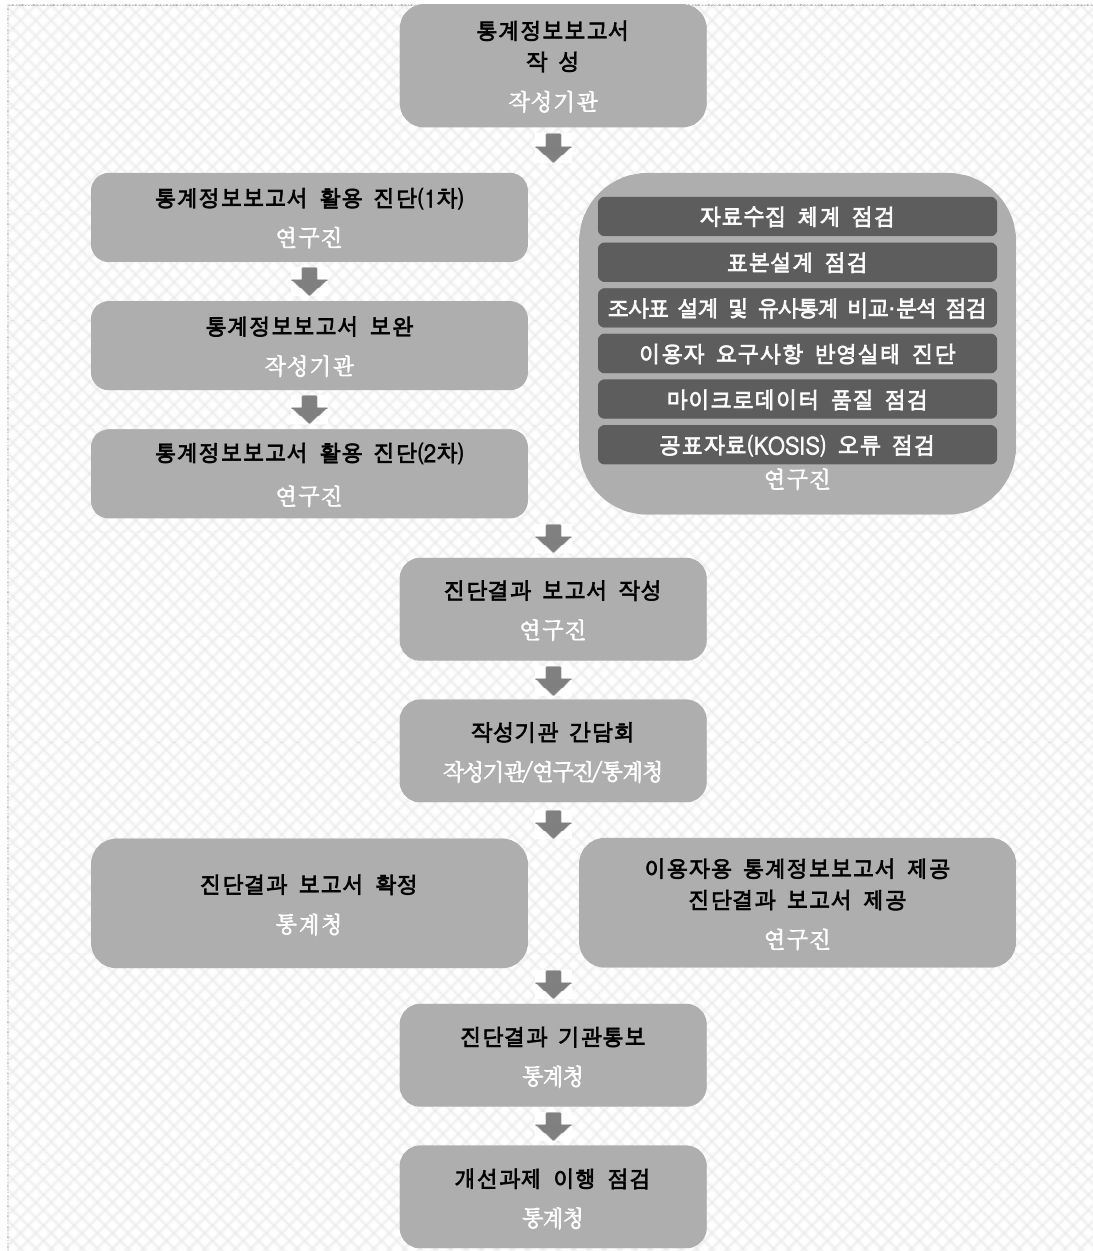 통계정보보고서
작 성
작성기관
통계정보보고서 활용 진단(1차)
연구진
통계정보보고서 보완
작성기관
통계정보보고서 활용 진단(2차)
연구진
자료수집 체계 점검
표본설계 점검
조사표 설계 및 유사통계 비교·분석 점검
이용자 요구사항 반영실태 진단
마이크로데이터 품질 점검
공표자료(KOSIS) 오류 점검
연구진
진단결과 보고서 작성
연구진
작성기관 간담회
작성기관/연구진/통계청
진단결과 보고서 확정
통계청
이용자용 통계정보보고서 제공
진단결과 보고서 제공
연구진
진단결과 기관통보
통계청
개선과제 이행 점검
통계청